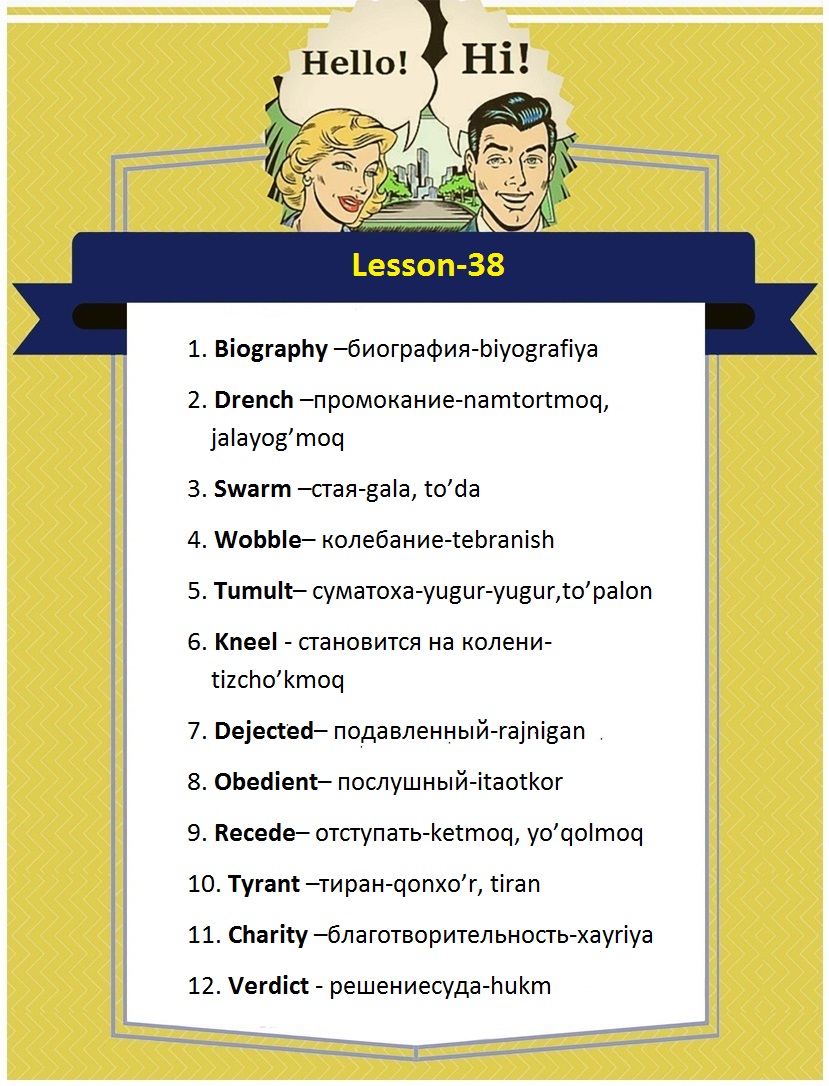 Hello!
Hi!
Lesson-38
1. Biography –биография-biyografiya
2. Drench –промокание-namtortmoq,
jalayog’moq
3. Swarm –стая-gala, to’da
4. Wobble– колебание-tebranish
5. Tumult– суматоха-yugur-yugur,to’palon
6. Kneel - становится на колени-
tizcho’kmoq
7. Dejected– подавленный-rajnigan
8. Obedient– послушный-itaotkor
9. Recede– отступать-ketmoq, yo’qolmoq
10. Tyrant –тиран-qonxo’r, tiran
11. Charity –благотворительность-xayriya
12. Verdict - решениесуда-hukm